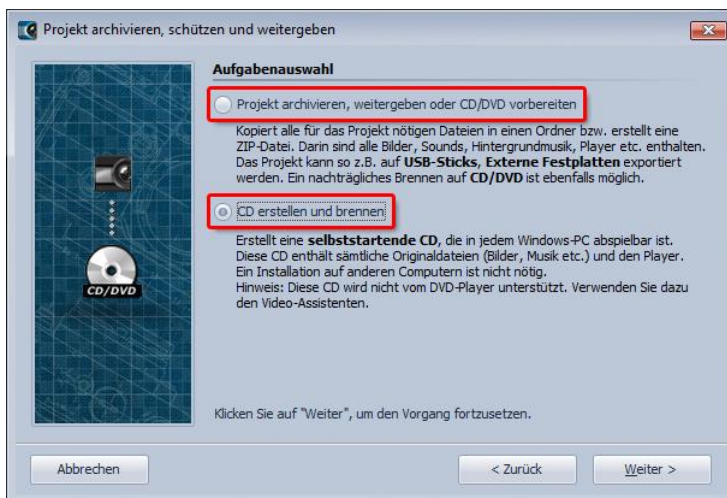 Projekt archivieren, schützen und weitergeben
Aufgabenauswahl
Projekt archivieren, weitergeben oder CD/DVD vorbereiten
Kopiert alle für das Projekt nötigen Dateien in einen Ordner bzw. erstellt eine
ZIP-Datei. Darin sind alle Bilder, Sounds, Hintergrundmusik, Player etc. enthalten.
Das Projekt kann so z.B. auf USB-Sticks, Externe Festplatten exportiert
werden. Ein nachträgliches Brennen auf CD/DVD ist ebenfalls möglich.
CD erstellen und brennen
Erstellt eine selbststartende CD, die in jedem Windows-PC abspielbar ist.
Diese CD enthält sämtliche Originaldateien (Bilder, Musik etc.) und den Player.
Ein Installation auf anderen Computern ist nicht nötig.
Hinweis: Diese CD wird nicht vom DVD-Player unterstützt. Verwenden Sie dazu
den Video-Assistenten.
CD/DVD
Klicken Sie auf "Weiter", um den Vorgang fortzusetzen.
Abbrechen
< Zurück
Weiter >